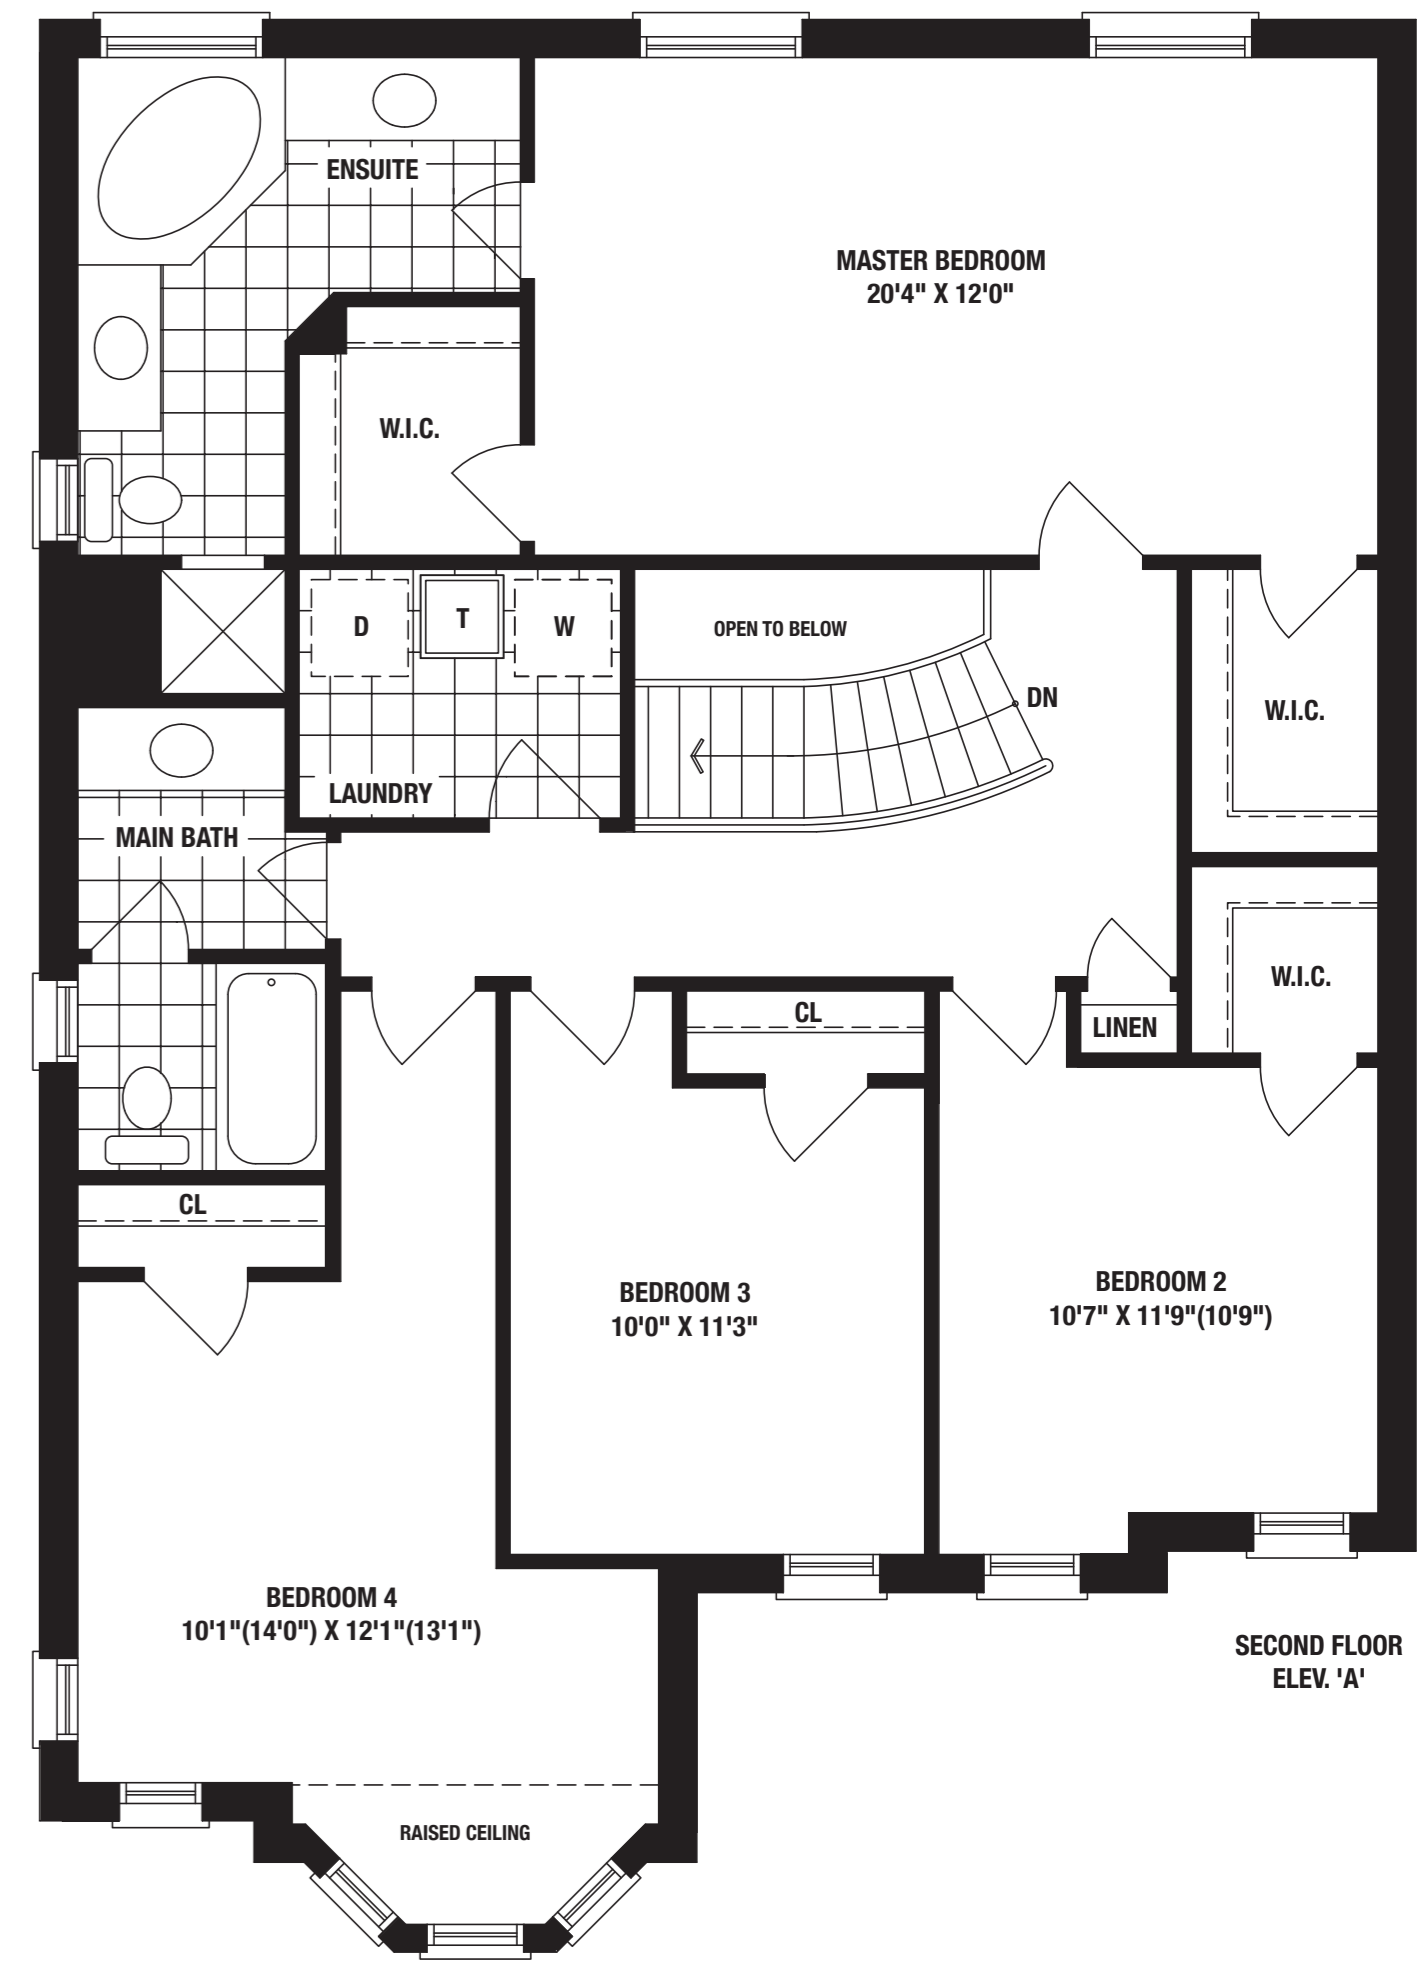 ENSUITE
MASTER BEDROOM
20'4" X 12'0"
W.I.C.
D
T
W
OPEN TO BELOW
DN
W.I.C.
LAUNDRY
MAIN BATH
W.I.C.
CL
LINEN
CL
BEDROOM 3
10'0" X 11'3"
BEDROOM 2
10'7" X 11'9"(10'9")
BEDROOM 4
10'1"(14'0") X 12'1"(13'1")
SECOND FLOOR
ELEV. 'A'
RAISED CEILING